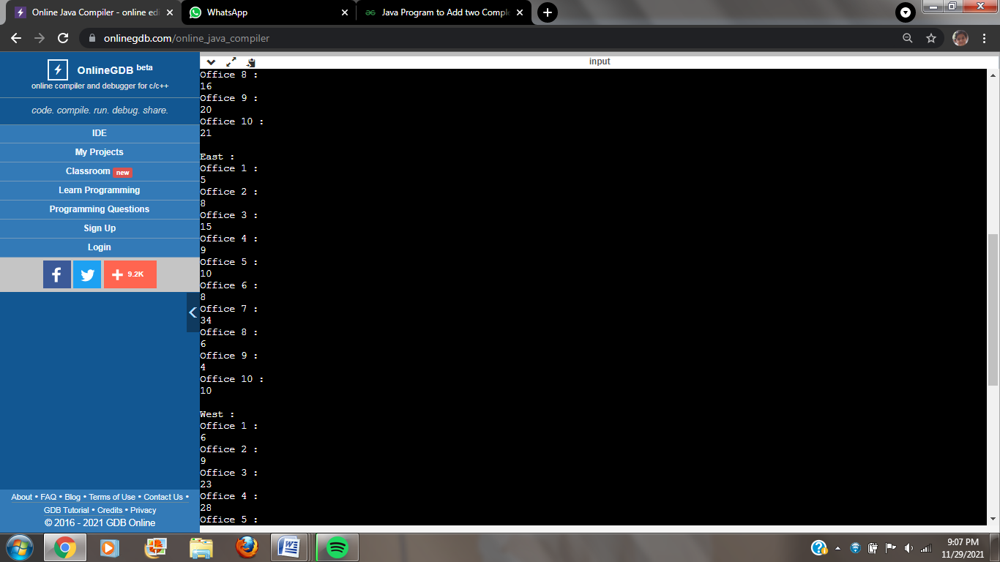 Online Java Compiler - online edi
WhatsApp
Java Program to Add two Comple
onlinegdb.com/online_java_compiler
OnlineGDB beta
online compiler and debugger for c/c++
code. compile. run. debug. share.
IDE
My Projects
Classroom new
Learn Programming
Programming Questions
Sign Up
Login
f
9.2K
About • FAQ • Blog • Terms of Use • Contact Us •
GDB Tutorial • Credits • Privacy
© 2016 - 2021 GDB Online
input
Office 8 :
16
Office 9 :
20
Office 10 :
21
East :
Office 1 :
5
Office 2 :
8
Office 3 :
15
Office 4 :
9
Office 5 :
10
Office 6 :
8
Office 7 :
34
Office 8 :
6
Office 9 :
4
Office 10 :
10
West :
Office 1 :
6
Office 2 :
9
Office 3 :
23
Office 4 :
28
Office 5 :
9:07 PM
11/29/2021